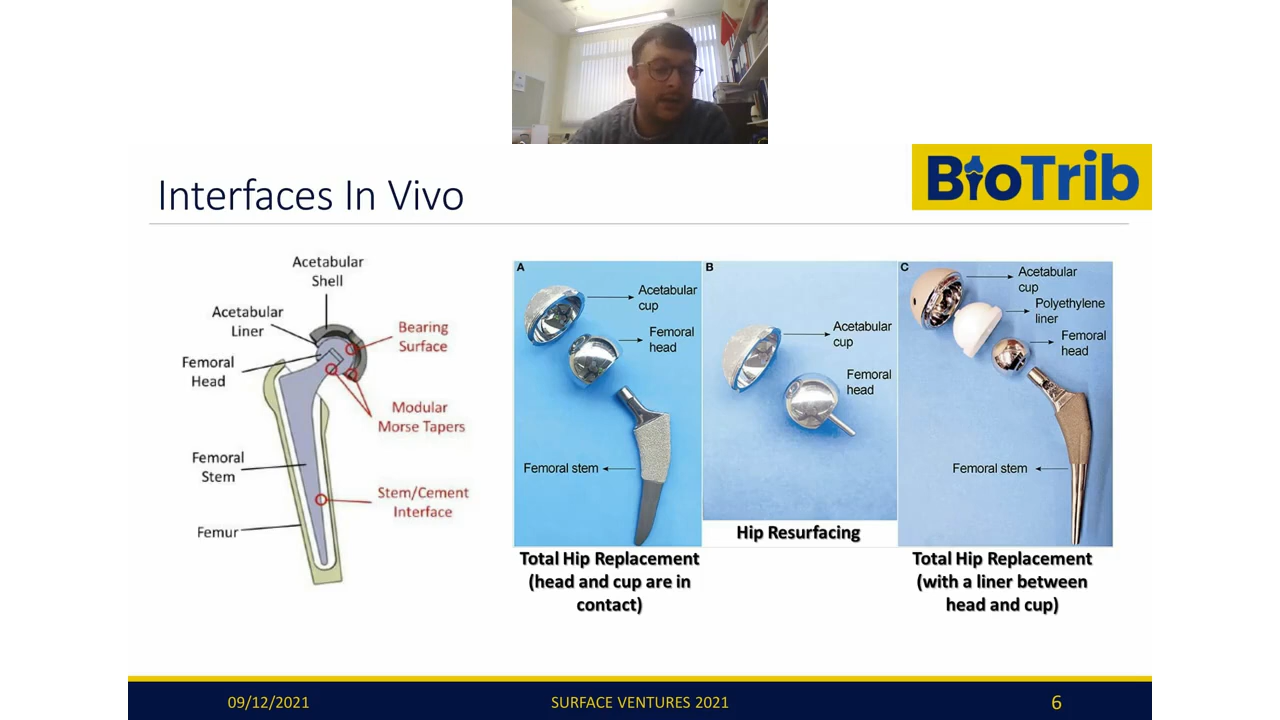 BioTrib
Interfaces In Vivo
Acetabular
Shell
Acetabular
Liner
Femoral
Head
Bearing
Surface
Modular
Morse Tapers
Femoral
Stem
Stem/Cement
Interface
Femur
A
Acetabular
cup
Femoral
head
Femoral stem
Total Hip Replacement
(head and cup are in
contact)
B
Acetabular
cup
Femoral
head
Hip Resurfacing
C
Acetabular
cup
Polyethylene
liner
Femoral
head
Femoral stem
Total Hip Replacement
(with a liner between
head and cup)
09/12/2021
SURFACE VENTURES 2021
6